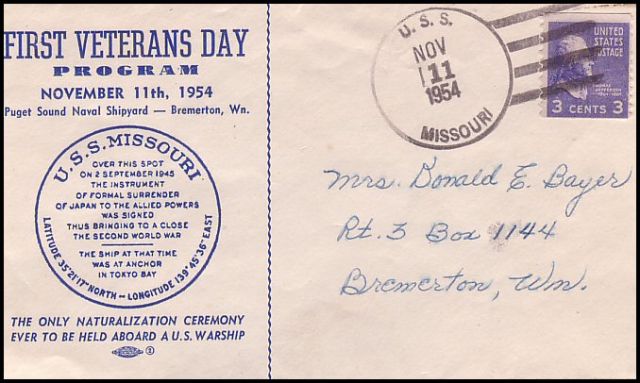 FIRST VETERANS DAY
PROGRAM
NOVEMBER 11th, 1954
Puget Sound Naval Shipyard — Bremerton, Wn.
U.S.S. MISSOURI
OVER THIS SPOT
ON 2 SEPTEMBER 1945
THE INSTRUMENT
OF FORMAL SURRENDER
OF JAPAN TO THE ALLIED POWERS
WAS SIGNED
THUS BRINGING TO A CLOSE
THE SECOND WORLD WAR
THE SHIP AT THAT TIME
WAS AT ANCHOR
IN TOKYO BAY
LATITUDE 35°21'17" NORTH — LONGITUDE 139°45'36" EAST
THE ONLY NATURALIZATION CEREMONY
EVER TO BE HELD ABOARD A U.S. WARSHIP
U.S.S.
NOV
11
1954
MISSOURI
UNITED
STATES
POSTAGE
THOMAS
JEFFERSON
3 CENTS 3
Mrs. Donald E. Bayer
Rt. 3 Box 1144
Bremerton, Wn.